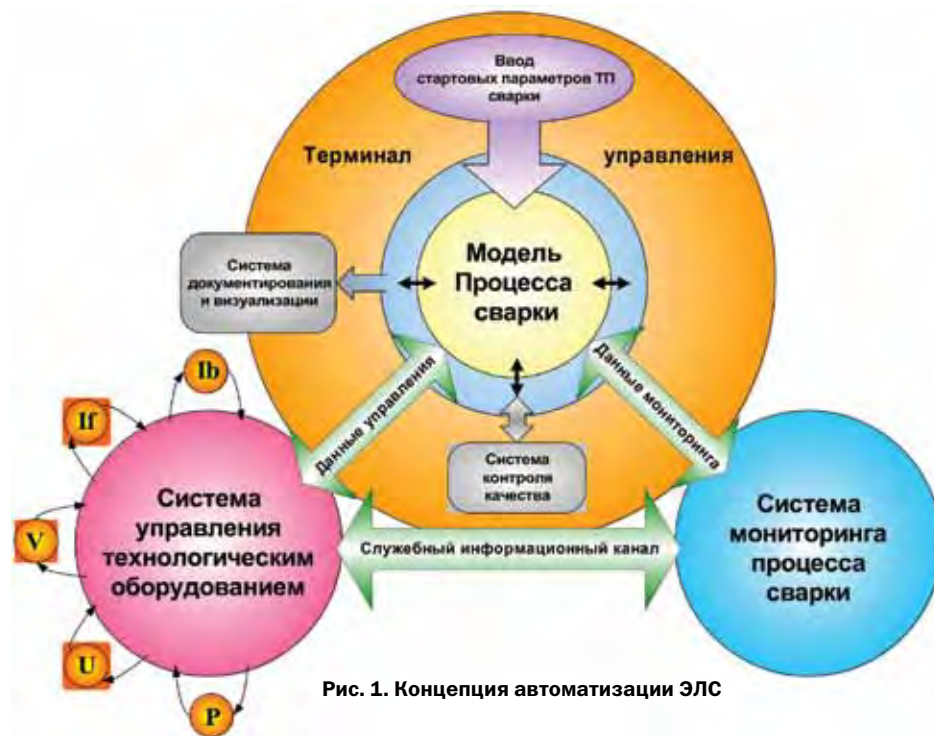 Ввод
стартовых параметров ТП
сварки
Терминал
управления
Модель
Процесса
сварки
Система
документирования
и визуализации
Данные управления
Данные мониторинга
Система
контроля
качества
Ib
If
V
U
P
Система
управления
технологическим
оборудованием
Служебный информационный канал
Система
мониторинга
процесса
сварки
Рис. 1. Концепция автоматизации ЭЛС